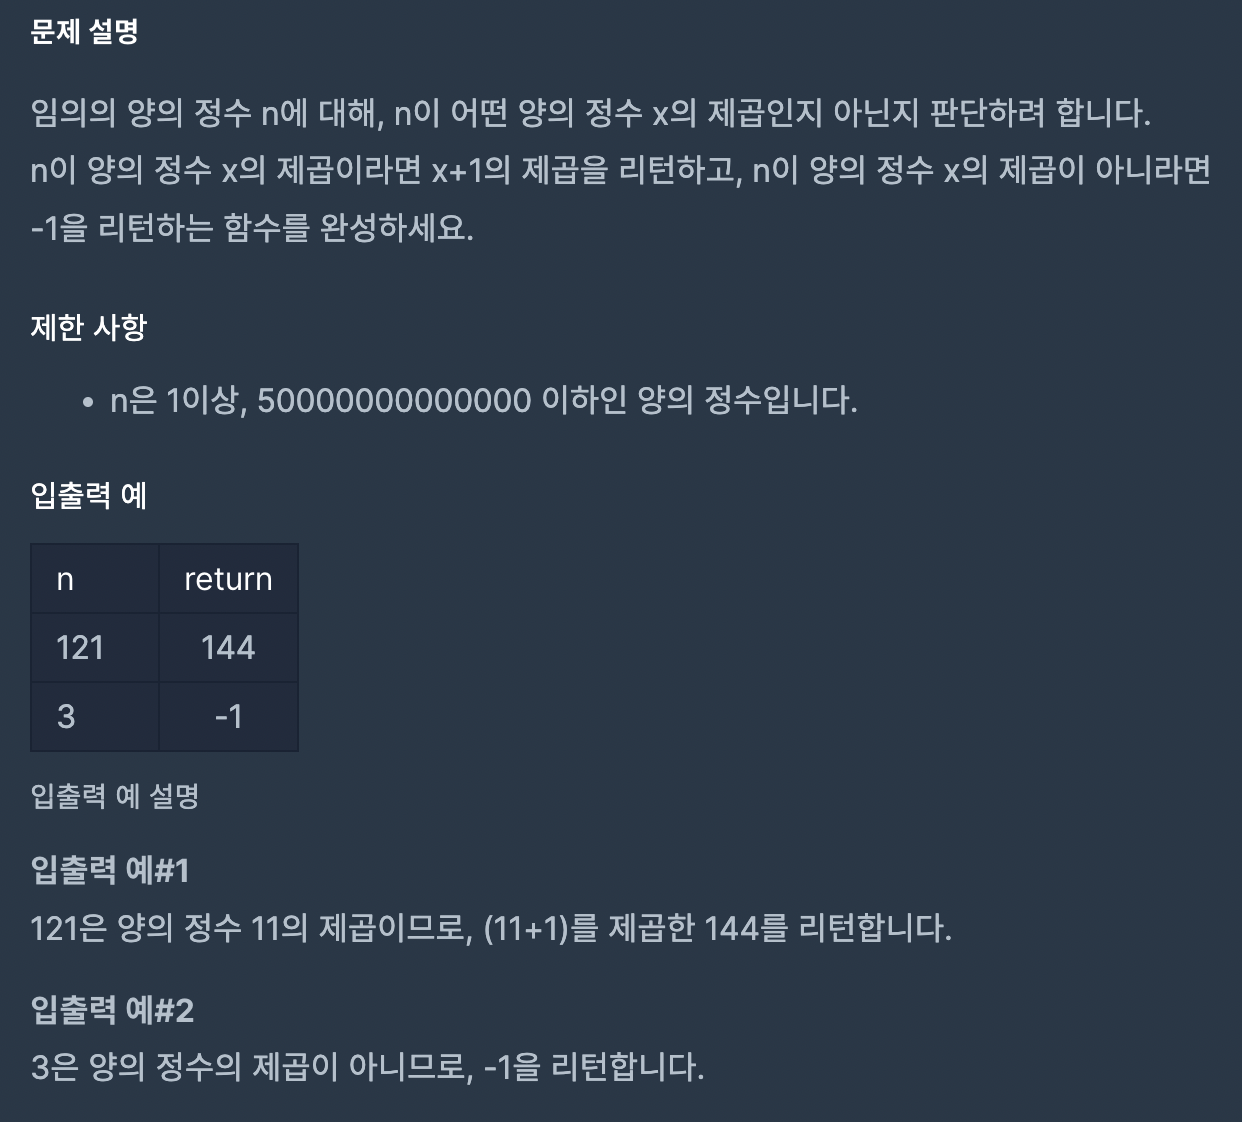 문제 설명
임의의 양의 정수 n에 대해, n이 어떤 양의 정수 x의 제곱인지 아닌지 판단하려 합니다.
n이 양의 정수 x의 제곱이라면 x+1의 제곱을 리턴하고, n이 양의 정수 x의 제곱이 아니라면
-1을 리턴하는 함수를 완성하세요.
제한 사항
• n은 1이상, 50000000000000 이하인 양의 정수입니다.
입출력 예
n return
121 144
3 -1
입출력 예 설명
입출력 예#1
121은 양의 정수 11의 제곱이므로, (11+1)를 제곱한 144를 리턴합니다.
입출력 예#2
3은 양의 정수의 제곱이 아니므로, -1을 리턴합니다.